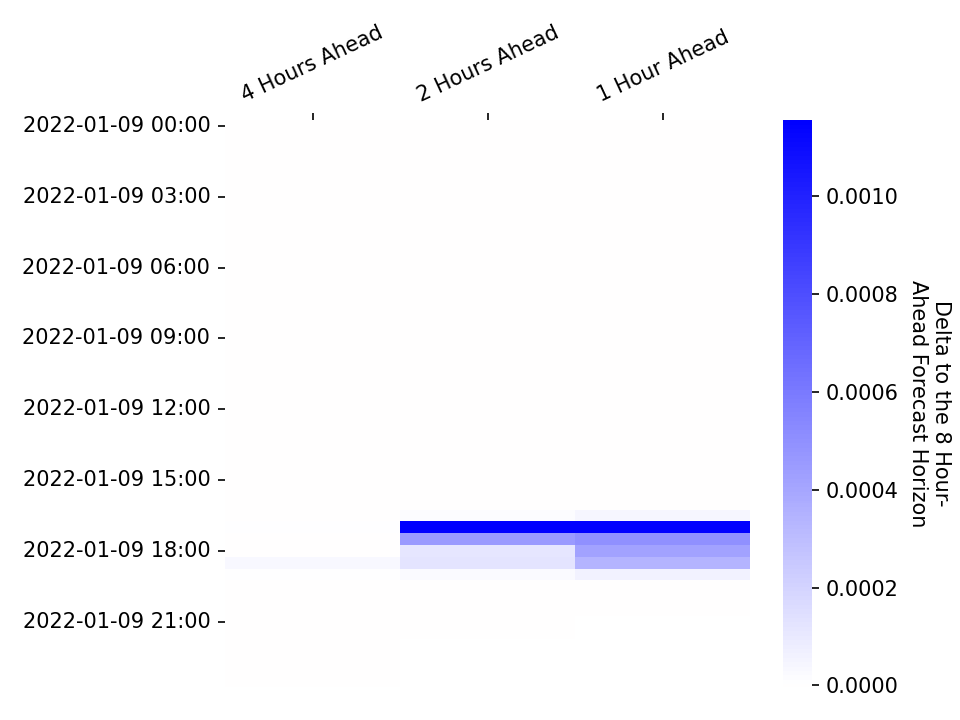 4 Hours Ahead
2 Hours Ahead
1 Hour Ahead
2022-01-09 00:00
2022-01-09 03:00
2022-01-09 06:00
2022-01-09 09:00
2022-01-09 12:00
2022-01-09 15:00
2022-01-09 18:00
2022-01-09 21:00
0.0010
0.0008
0.0006
0.0004
0.0002
0.0000
Delta to the 8 Hour-
Ahead Forecast Horizon